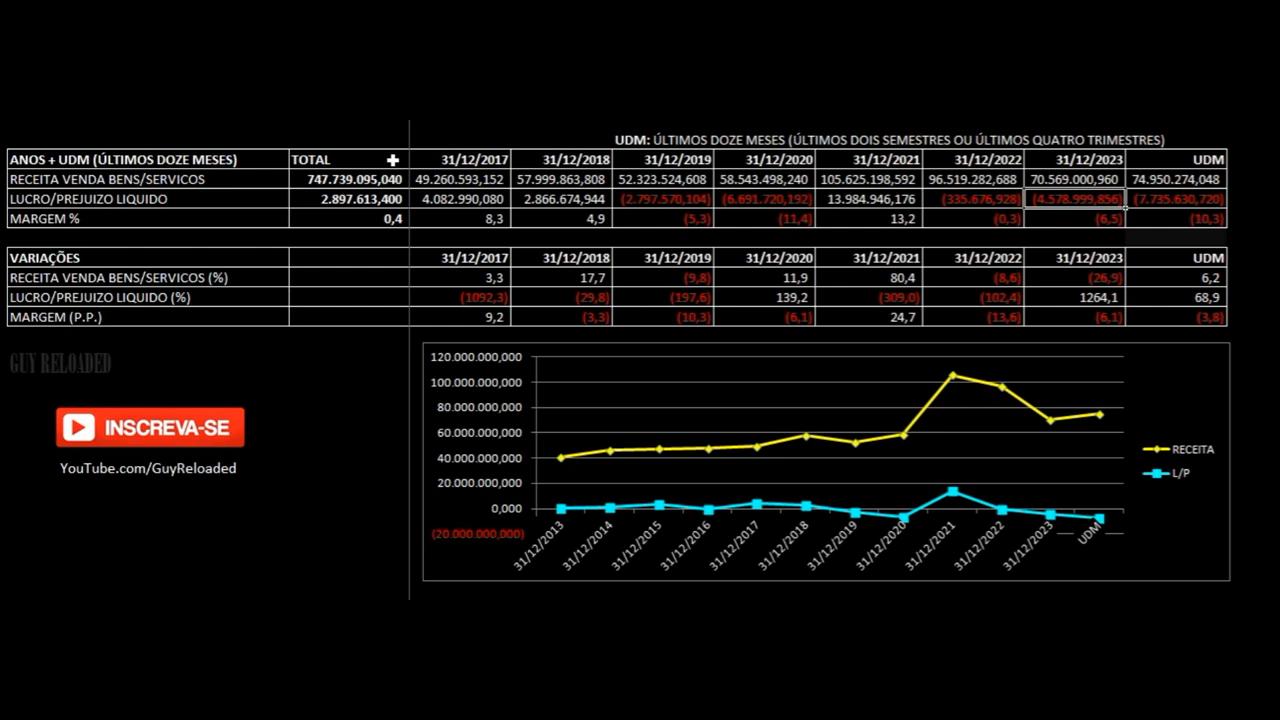 UDM: ÚLTIMOS DOZE MESES (ÚLTIMOS DOIS SEMESTRES OU ÚLTIMOS QUATRO TRIMESTRES)
ANOS + UDM (ÚLTIMOS DOZE MESES) TOTAL 31/12/2017 31/12/2018 31/12/2019 31/12/2020 31/12/2021 31/12/2022 31/12/2023 UDM
RECEITA VENDA BENS/SERVICOS 747.739.095,040 49.260.593,152 57.999.863,808 52.323.524,608 58.543.498,240 105.625.198,592 96.519.282,688 70.569.000,960 74.950.274,048
LUCRO/PREJUIZO LIQUIDO 2.897.613,400 4.082.990,080 2.866.674,944 (2.797.570,104) (6.691.720,192) 13.984.946,176 (335.676,928) (4.578.999,856) (7.735.630,720)
MARGEM % 0,4 8,3 4,9 (5,3) (11,4) 13,2 (0,3) (6,5) (10,3)
VARIAÇÕES 31/12/2017 31/12/2018 31/12/2019 31/12/2020 31/12/2021 31/12/2022 31/12/2023 UDM
RECEITA VENDA BENS/SERVICOS (%) 3,3 17,7 (9,8) 11,9 80,4 (8,6) (26,9) 6,2
LUCRO/PREJUIZO LIQUIDO (%) (1092,3) (29,8) (197,6) 139,2 (309,0) (102,4) 1264,1 68,9
MARGEM (P.P.) 9,2 (3,3) (10,3) (6,1) 24,7 (13,6) (6,1) (3,8)
GUY RELOADED
INSCREVA-SE
YouTube.com/GuyReloaded
120.000.000,000
100.000.000,000
80.000.000,000
60.000.000,000
40.000.000,000
20.000.000,000
0,000
(20.000.000,000)
31/12/2013 31/12/2014 31/12/2015 31/12/2016 31/12/2017 31/12/2018 31/12/2019 31/12/2020 31/12/2021 31/12/2022 31/12/2023 UDM
RECEITA
L/P